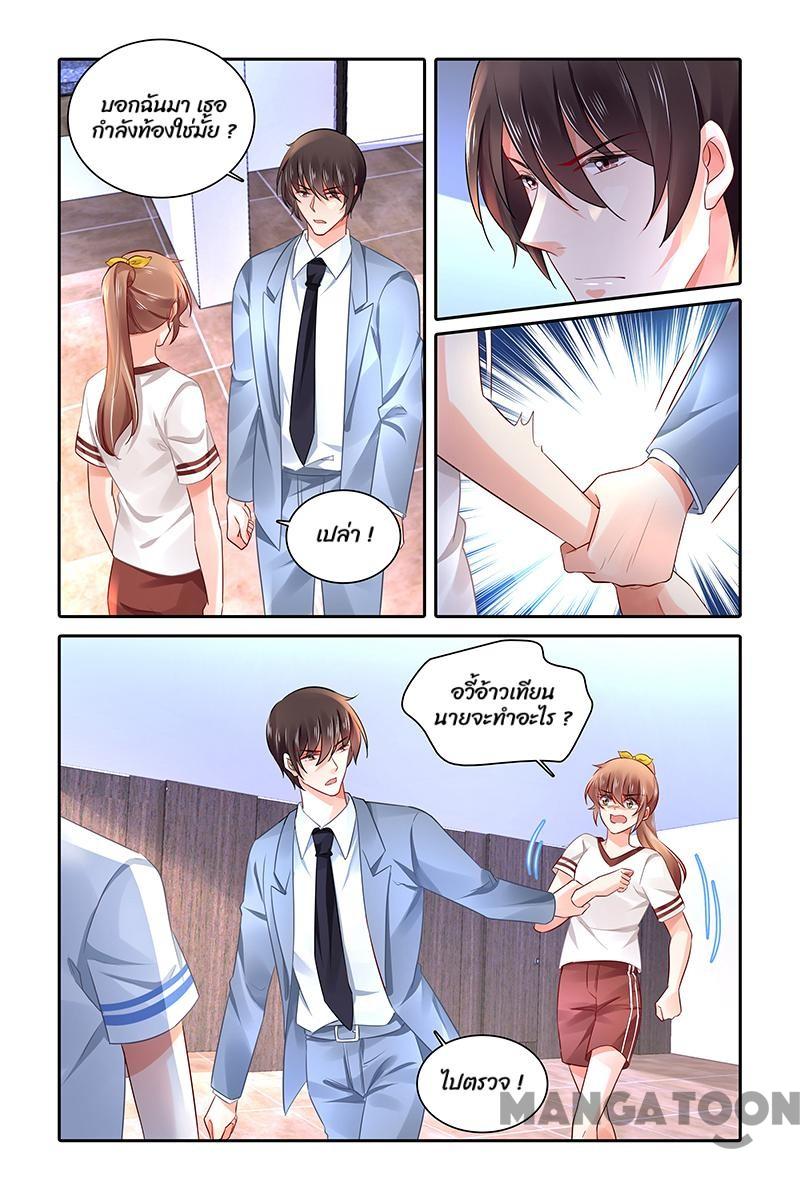 บอกฉันมา เธอ
กำลังท้องใช่มั้ย ?
เปล่า !
อวี้อ้าวเทียน
นายจะทำอะไร ?
ไปตรวจ !
MANGATOON